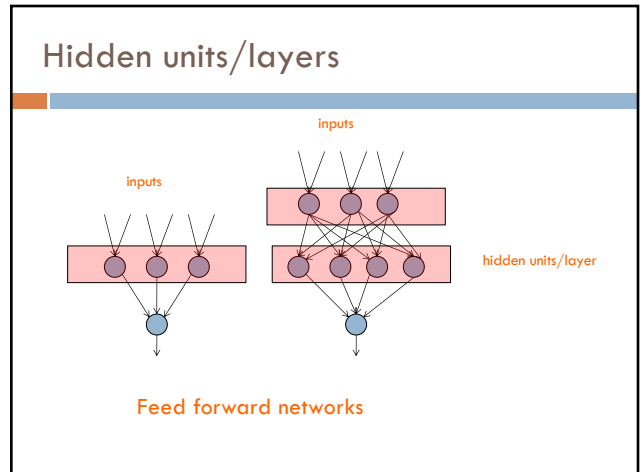 Hidden units/layers
inputs
inputs
hidden units/layer
Feed forward networks